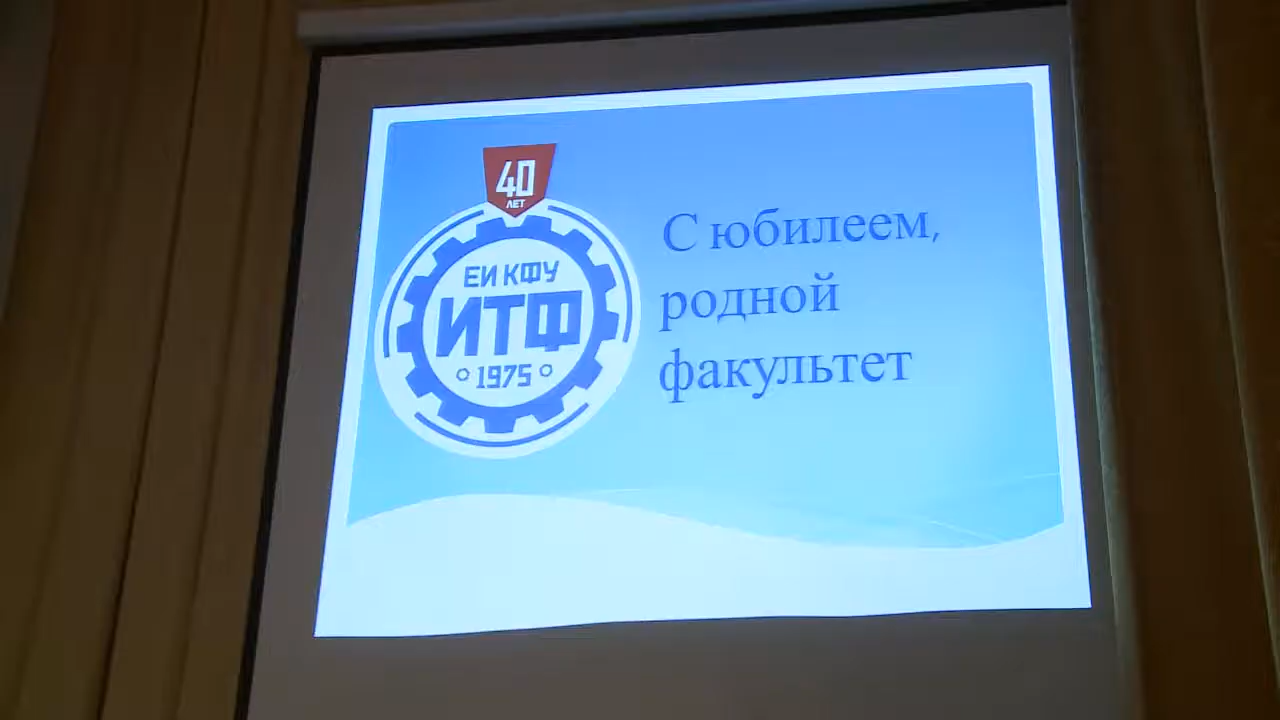 40
ЛЕТ
ЕИ КФУ
ИТФ
1975
С юбилеем,
родной
факультет